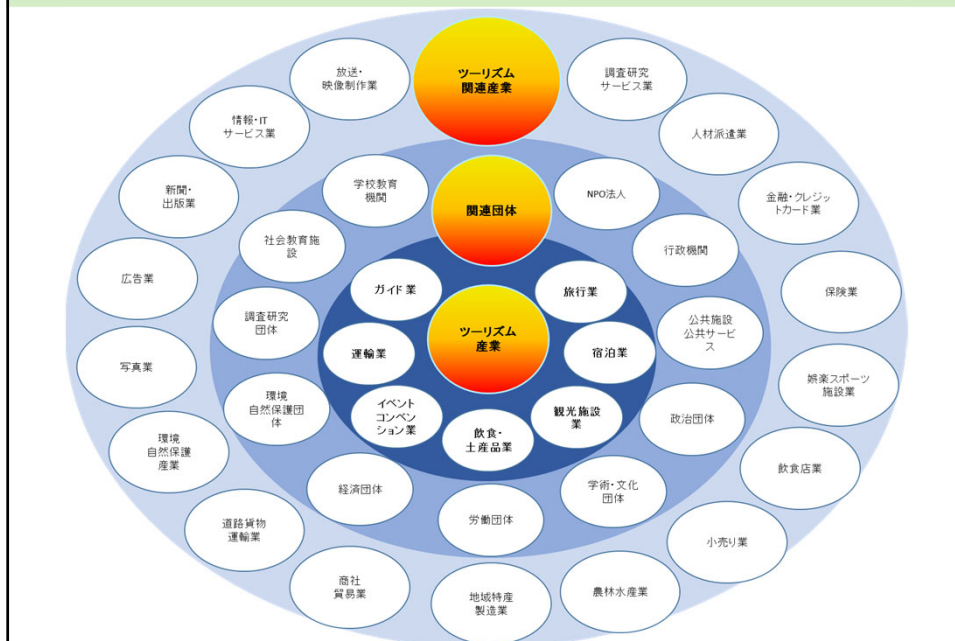 ツーリズム
関連産業
放送・
映像制作業
調査研究
サービス業
情報・IT
サービス業
人材派遣業
新聞・
出版業
金融・クレジッ
トカード業
広告業
保険業
写真業
娯楽スポーツ
施設業
環境
自然保護
産業
飲食店業
道路貨物
運輸業
小売り業
商社
貿易業
地域特産
製造業
農林水産業
関連団体
学校教育
機関
NPO法人
社会教育施
設
行政機関
調査研究
団体
公共施設
公共サービ
ス
環境
自然保護団
体
政治団体
経済団体
労働団体
学術・文化
団体
ツーリズム
産業
ガイド業
旅行業
運輸業
宿泊業
イベント
コンベン
ション業
飲食・
土産品業
観光施設
業